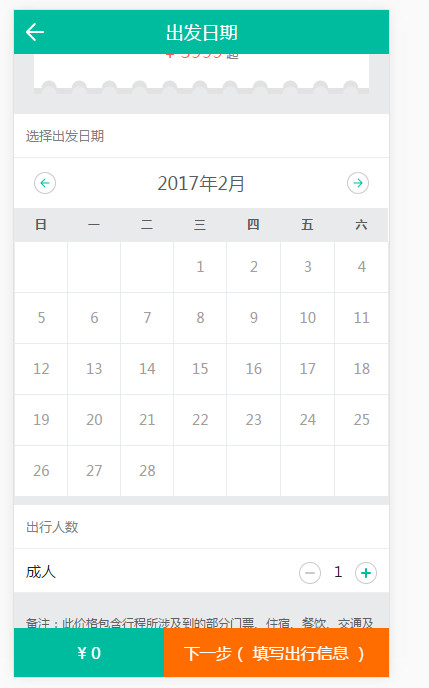 出发日期
¥ 3999 起
选择出发日期
2017年2月
日 一 二 三 四 五 六
1 2 3 4
5 6 7 8 9 10 11
12 13 14 15 16 17 18
19 20 21 22 23 24 25
26 27 28
出行人数
成人 1
备注：此价格包含行程所涉及到的部分门票、住宿、餐饮、交通及
¥ 0 下一步（ 填写出行信息 ）